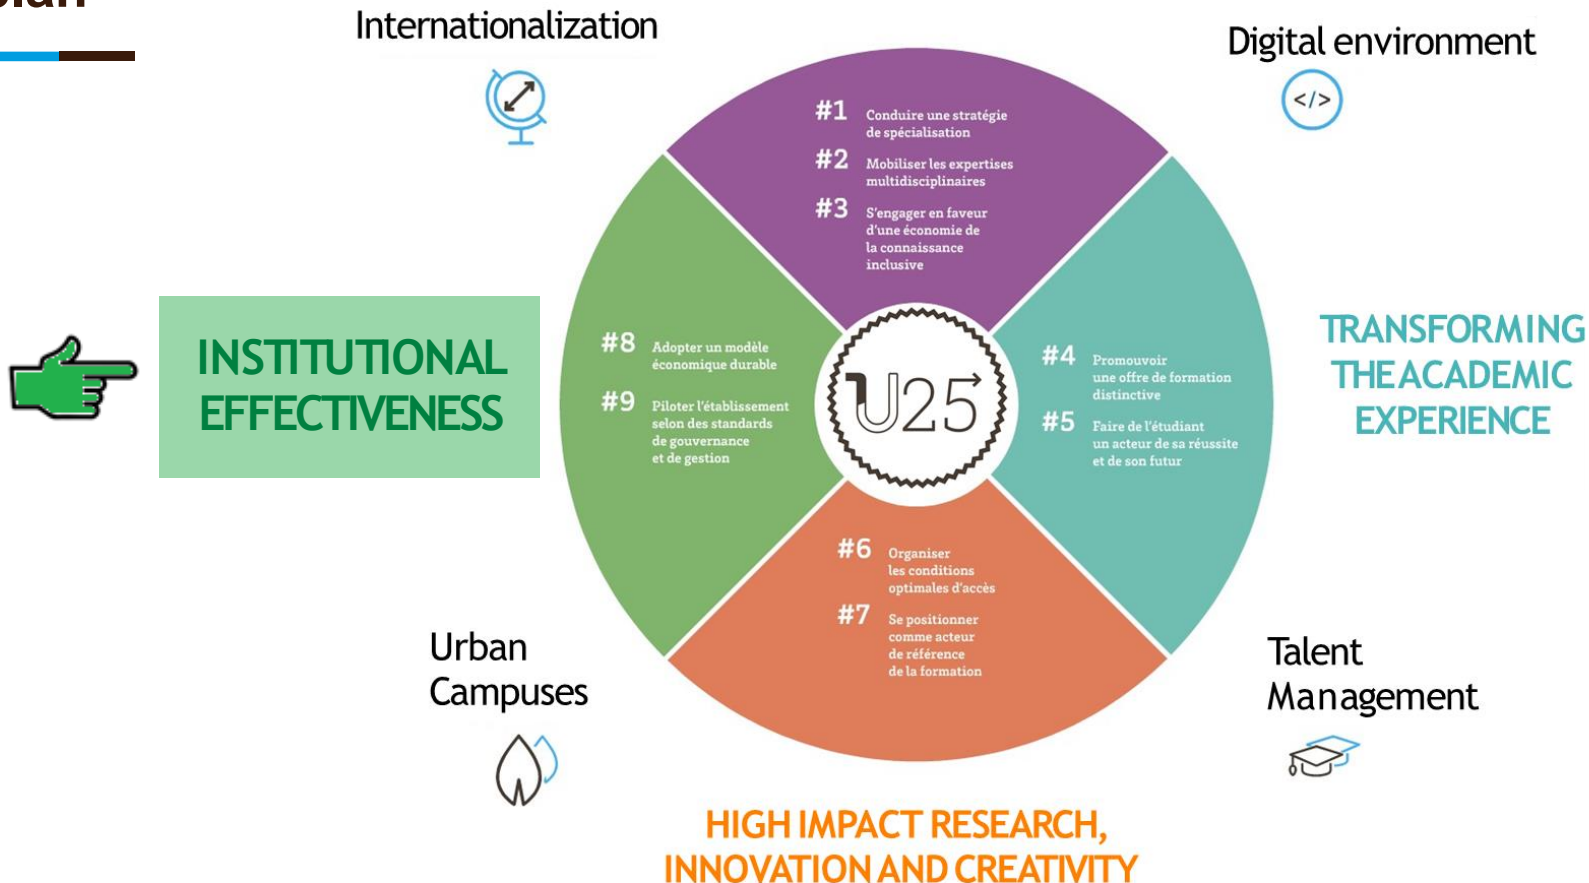 plan
Internationalization
Digital environment
</>
#1 Conduire une stratégie
de spécialisation
#2 Mobiliser les expertises
multidisciplinaires
#3 S'engager en faveur
d'une économie de
la connaissance
inclusive
INSTITUTIONAL
EFFECTIVENESS
#8 Adopter un modèle
économique durable
#9 Piloter l'établissement
selon des standards
de gouvernance
et de gestion
U25
#4 Promouvoir
une offre de formation
distinctive
#5 Faire de l'étudiant
un acteur de sa réussite
et de son futur
TRANSFORMING
THE ACADEMIC
EXPERIENCE
#6 Organiser
les conditions
optimales d'accès
#7 Se positionner
comme acteur
de référence
de la formation
Urban
Campuses
Talent
Management
HIGH IMPACT RESEARCH,
INNOVATION AND CREATIVITY